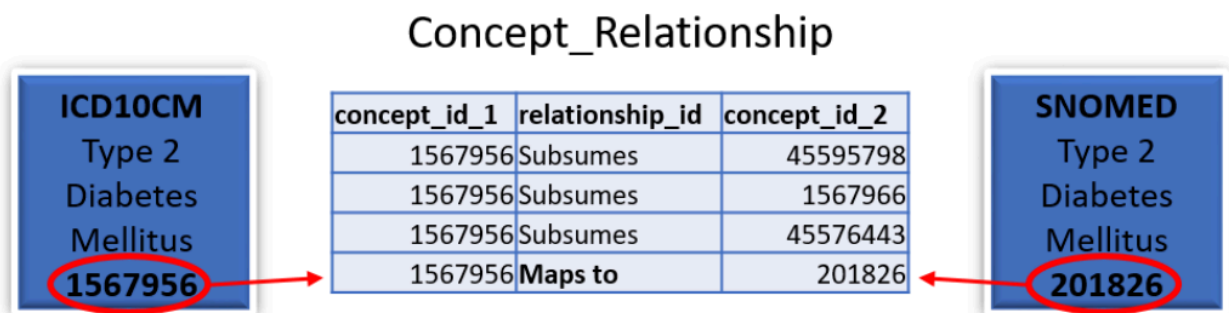 Concept_Relationship
ICD10CM
Type 2
Diabetes
Mellitus
1567956
concept_id_1 relationship_id concept_id_2
1567956 Subsumes 45595798
1567956 Subsumes 1567966
1567956 Subsumes 45576443
1567956 Maps to 201826
SNOMED
Type 2
Diabetes
Mellitus
201826